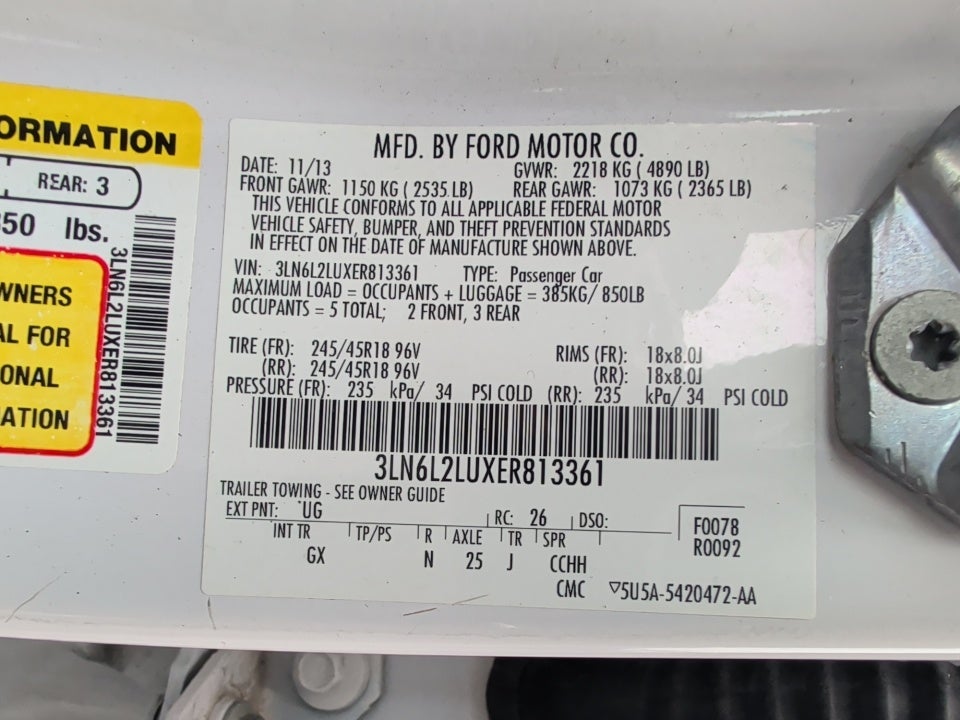 ORMATION
REAR: 3
350 lbs.
WNERS
AL FOR
ONAL
ATION
3LN6L2LUXER813361
MFD. BY FORD MOTOR CO.
DATE: 11/13 GVWR: 2218 KG ( 4890 LB)
FRONT GAWR: 1150 KG ( 2535 LB) REAR GAWR: 1073 KG ( 2365 LB)
THIS VEHICLE CONFORMS TO ALL APPLICABLE FEDERAL MOTOR
VEHICLE SAFETY, BUMPER, AND THEFT PREVENTION STANDARDS
IN EFFECT ON THE DATE OF MANUFACTURE SHOWN ABOVE.
VIN: 3LN6L2LUXER813361 TYPE: Passenger Car
MAXIMUM LOAD = OCCUPANTS + LUGGAGE = 385KG/ 850LB
OCCUPANTS = 5 TOTAL; 2 FRONT, 3 REAR
TIRE (FR): 245/45R18 96V RIMS (FR): 18x8.0J
(RR): 245/45R18 96V (RR): 18x8.0J
PRESSURE (FR): 235 kPa/ 34 PSI COLD (RR): 235 kPa/ 34 PSI COLD
3LN6L2LUXER813361
TRAILER TOWING - SEE OWNER GUIDE
EXT PNT: UG RC: 26 DSO:
F0078
R0092
INT TR TP/PS R AXLE TR SPR
GX N 25 J CCHH
CMC ▽5U5A-5420472-AA